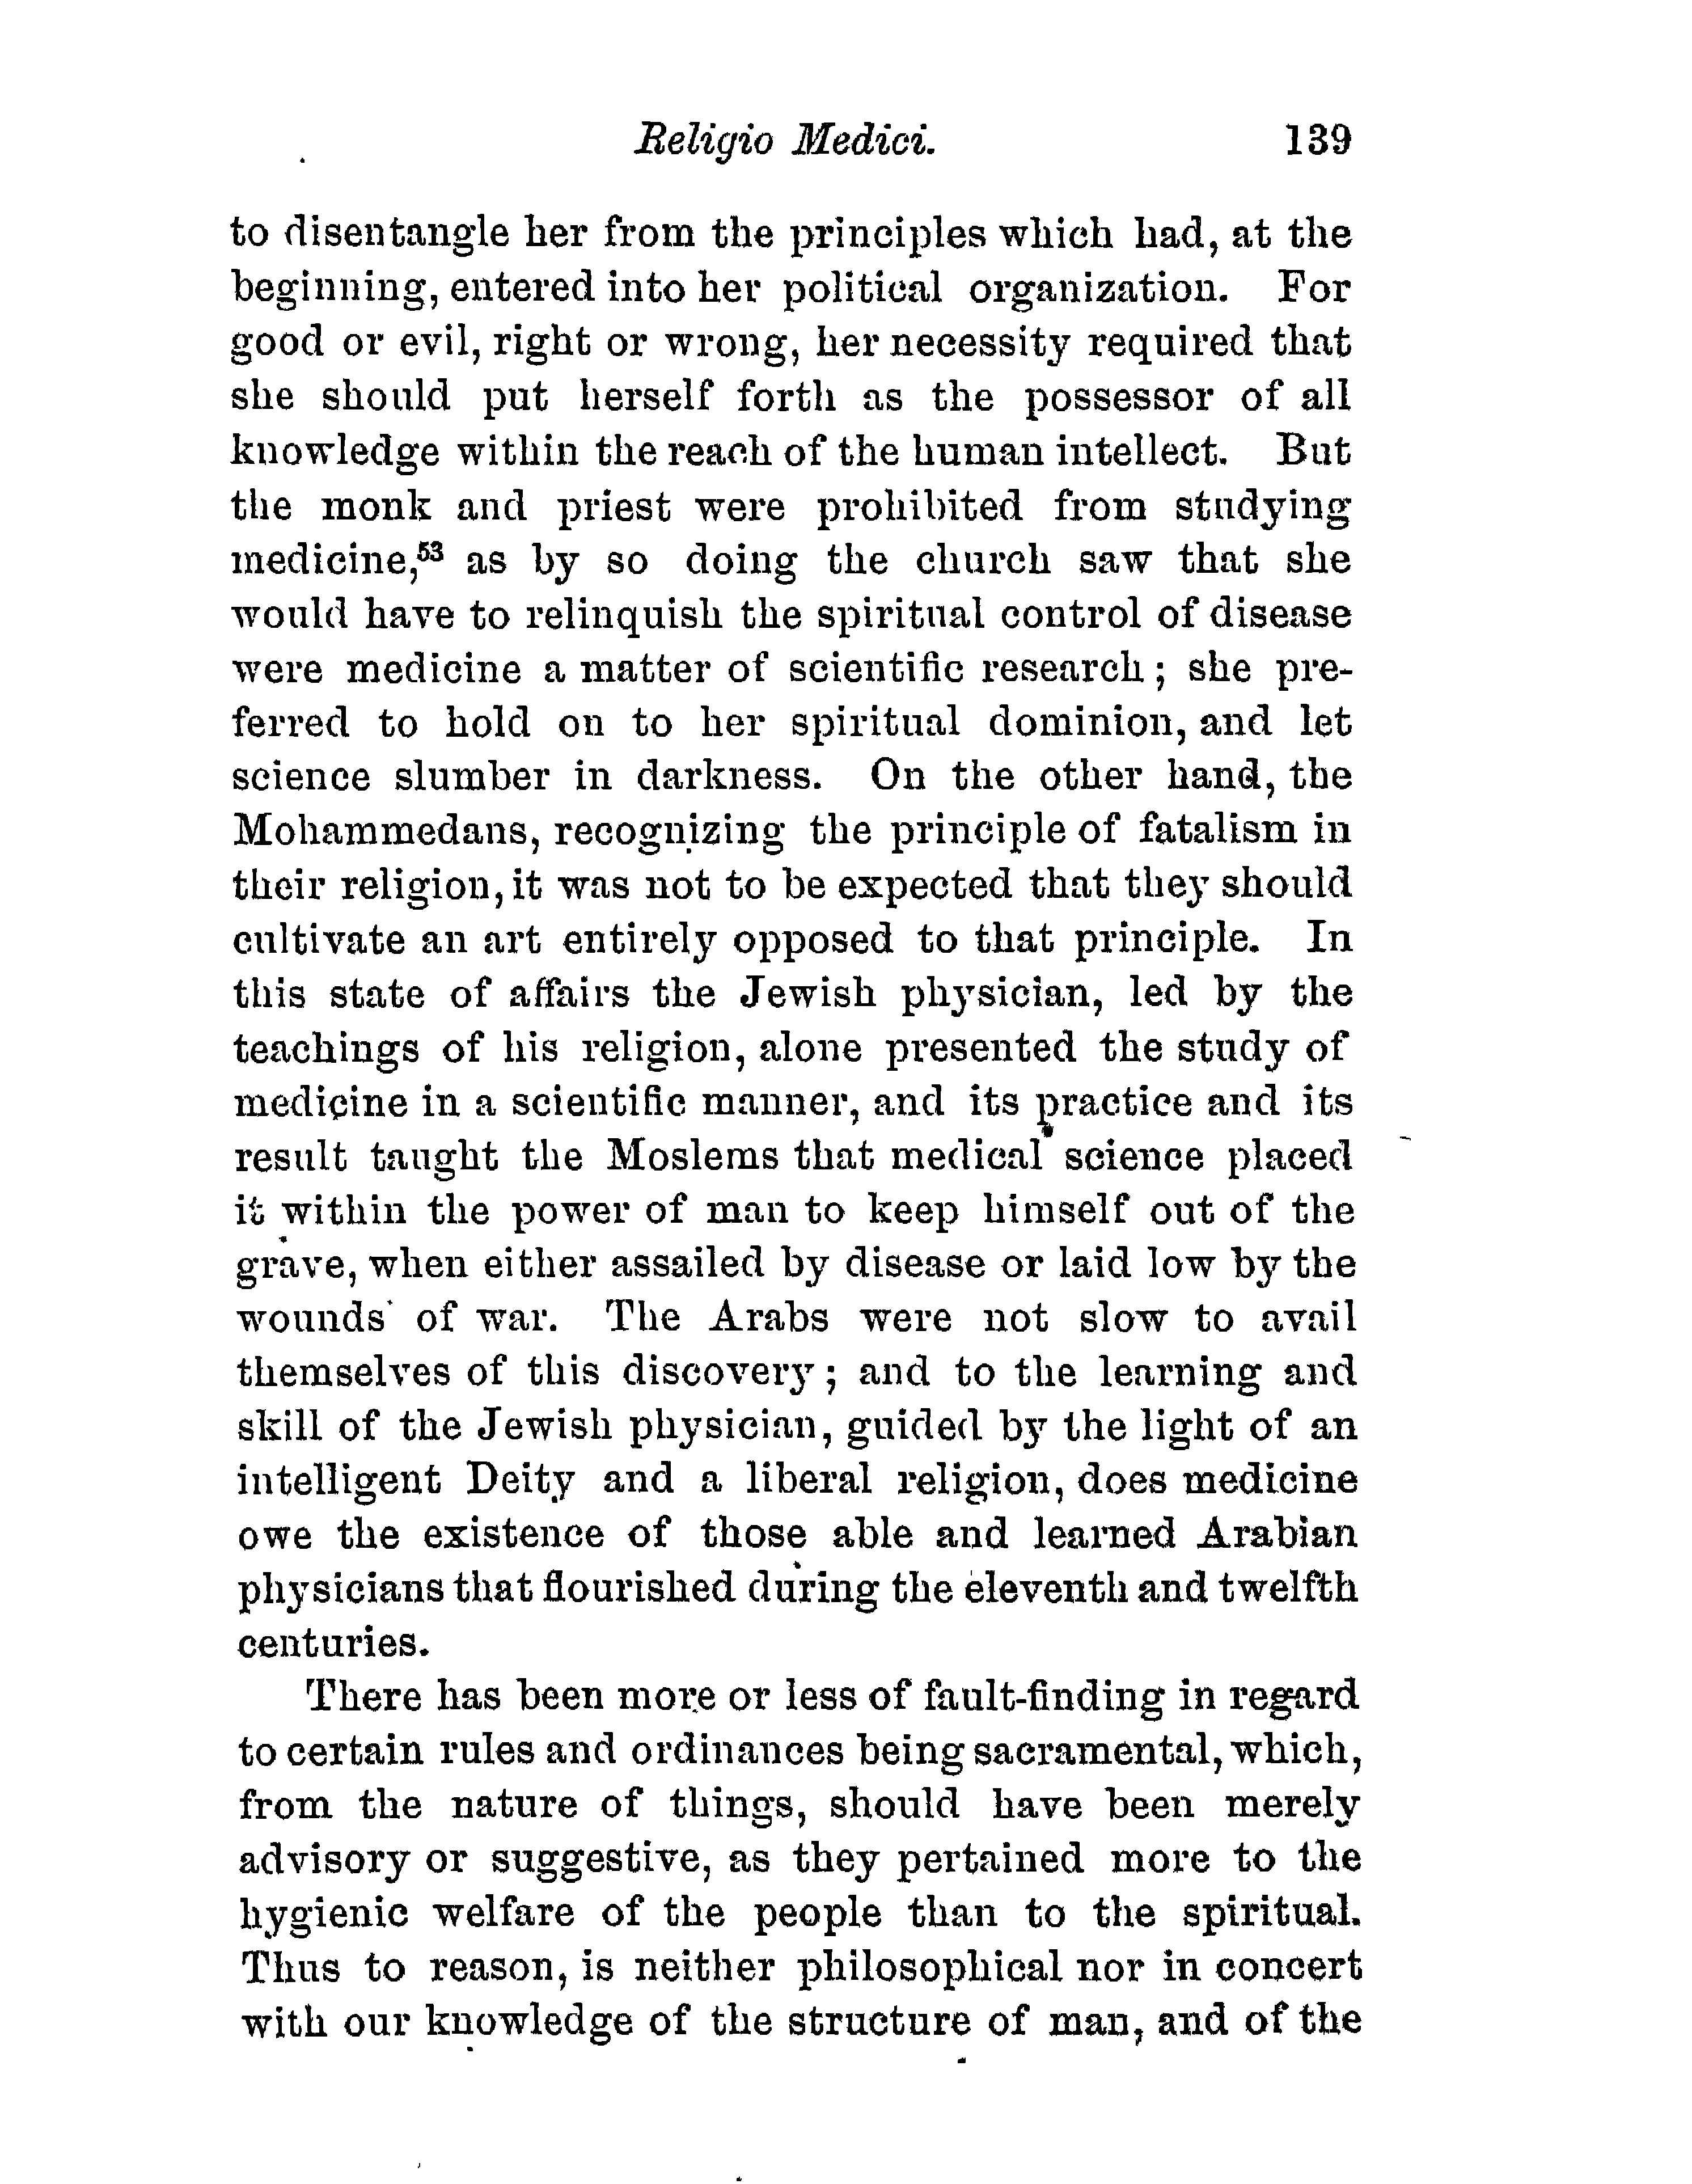 Religio Medici. 139
to disentangle her from the principles which had, at the
beginning, entered into her political organization. For
good or evil, right or wrong, her necessity required that
she should put herself forth as the possessor of all
knowledge within the reach of the human intellect. But
the monk and priest were prohibited from studying
medicine,⁵³ as by so doing the church saw that she
would have to relinquish the spiritual control of disease
were medicine a matter of scientific research; she pre-
ferred to hold on to her spiritual dominion, and let
science slumber in darkness. On the other hand, the
Mohammedans, recognizing the principle of fatalism in
their religion, it was not to be expected that they should
cultivate an art entirely opposed to that principle. In
this state of affairs the Jewish physician, led by the
teachings of his religion, alone presented the study of
medicine in a scientific manner, and its practice and its
result taught the Moslems that medical science placed
it within the power of man to keep himself out of the
grave, when either assailed by disease or laid low by the
wounds of war. The Arabs were not slow to avail
themselves of this discovery; and to the learning and
skill of the Jewish physician, guided by the light of an
intelligent Deity and a liberal religion, does medicine
owe the existence of those able and learned Arabian
physicians that flourished during the eleventh and twelfth
centuries.
There has been more or less of fault-finding in regard
to certain rules and ordinances being sacramental, which,
from the nature of things, should have been merely
advisory or suggestive, as they pertained more to the
hygienic welfare of the people than to the spiritual.
Thus to reason, is neither philosophical nor in concert
with our knowledge of the structure of man, and of the